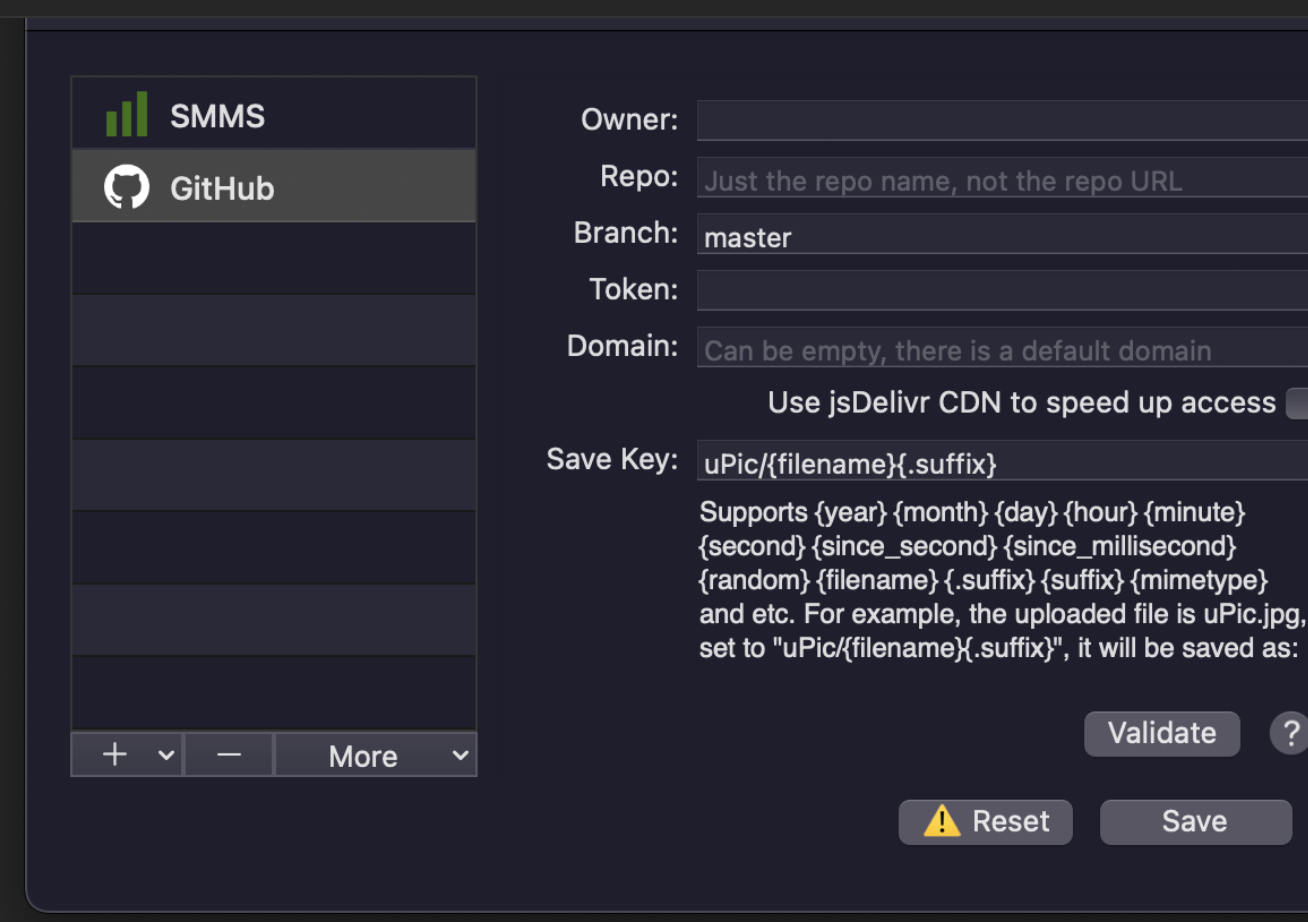 SMMS
GitHub
Owner:
Repo: Just the repo name, not the repo URL
Branch: master
Token:
Domain: Can be empty, there is a default domain
Use jsDelivr CDN to speed up access
Save Key: uPic/{filename}{.suffix}
Supports {year} {month} {day} {hour} {minute}
{second} {since_second} {since_millisecond}
{random} {filename} {.suffix} {suffix} {mimetype}
and etc. For example, the uploaded file is uPic.jpg,
set to "uPic/{filename}{.suffix}", it will be saved as:
Validate ?
+ − More
Reset Save